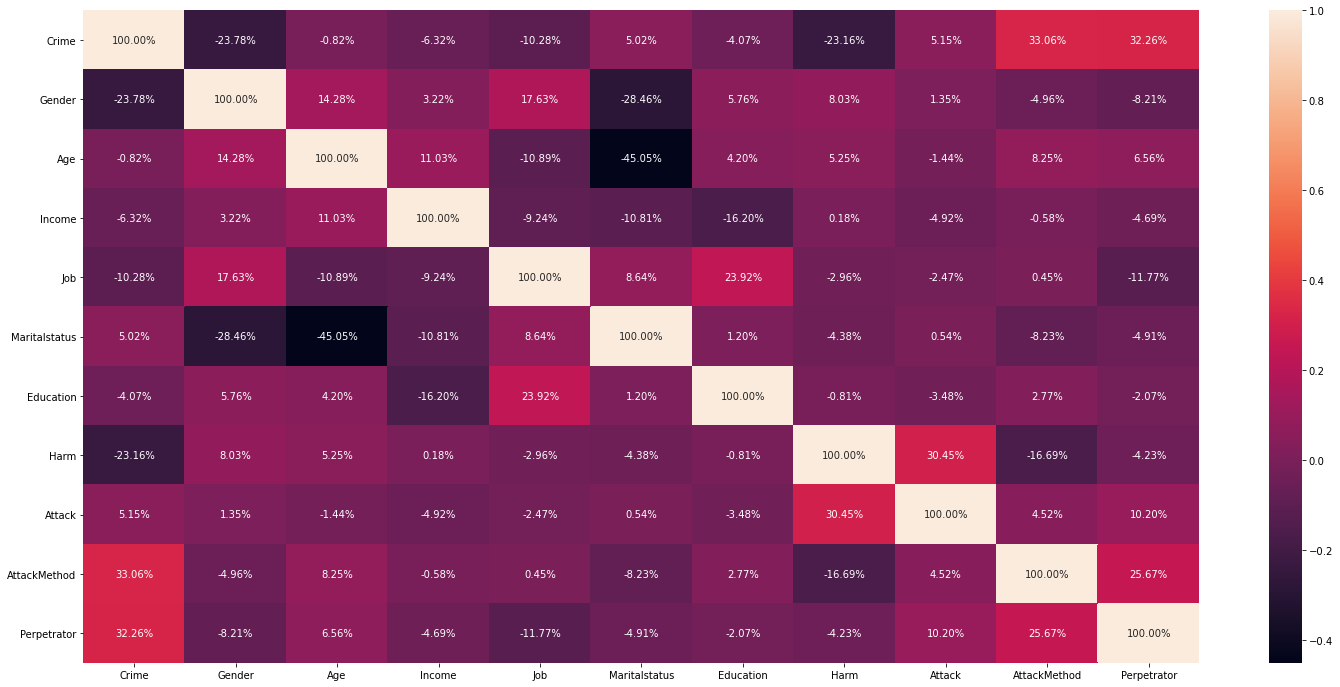 Crime 100.00% -23.78% -0.82% -6.32% -10.28% 5.02% -4.07% -23.16% 5.15% 33.06% 32.26%
Gender -23.78% 100.00% 14.28% 3.22% 17.63% -28.46% 5.76% 8.03% 1.35% -4.96% -8.21%
Age -0.82% 14.28% 100.00% 11.03% -10.89% -45.05% 4.20% 5.25% -1.44% 8.25% 6.56%
Income -6.32% 3.22% 11.03% 100.00% -9.24% -10.81% -16.20% 0.18% -4.92% -0.58% -4.69%
Job -10.28% 17.63% -10.89% -9.24% 100.00% 8.64% 23.92% -2.96% -2.47% 0.45% -11.77%
Maritalstatus 5.02% -28.46% -45.05% -10.81% 8.64% 100.00% 1.20% -4.38% 0.54% -8.23% -4.91%
Education -4.07% 5.76% 4.20% -16.20% 23.92% 1.20% 100.00% -0.81% -3.48% 2.77% -2.07%
Harm -23.16% 8.03% 5.25% 0.18% -2.96% -4.38% -0.81% 100.00% 30.45% -16.69% -4.23%
Attack 5.15% 1.35% -1.44% -4.92% -2.47% 0.54% -3.48% 30.45% 100.00% 4.52% 10.20%
AttackMethod 33.06% -4.96% 8.25% -0.58% 0.45% -8.23% 2.77% -16.69% 4.52% 100.00% 25.67%
Perpetrator 32.26% -8.21% 6.56% -4.69% -11.77% -4.91% -2.07% -4.23% 10.20% 25.67% 100.00%
Crime Gender Age Income Job Maritalstatus Education Harm Attack AttackMethod Perpetrator
1.0
0.8
0.6
0.4
0.2
0.0
−0.2
−0.4